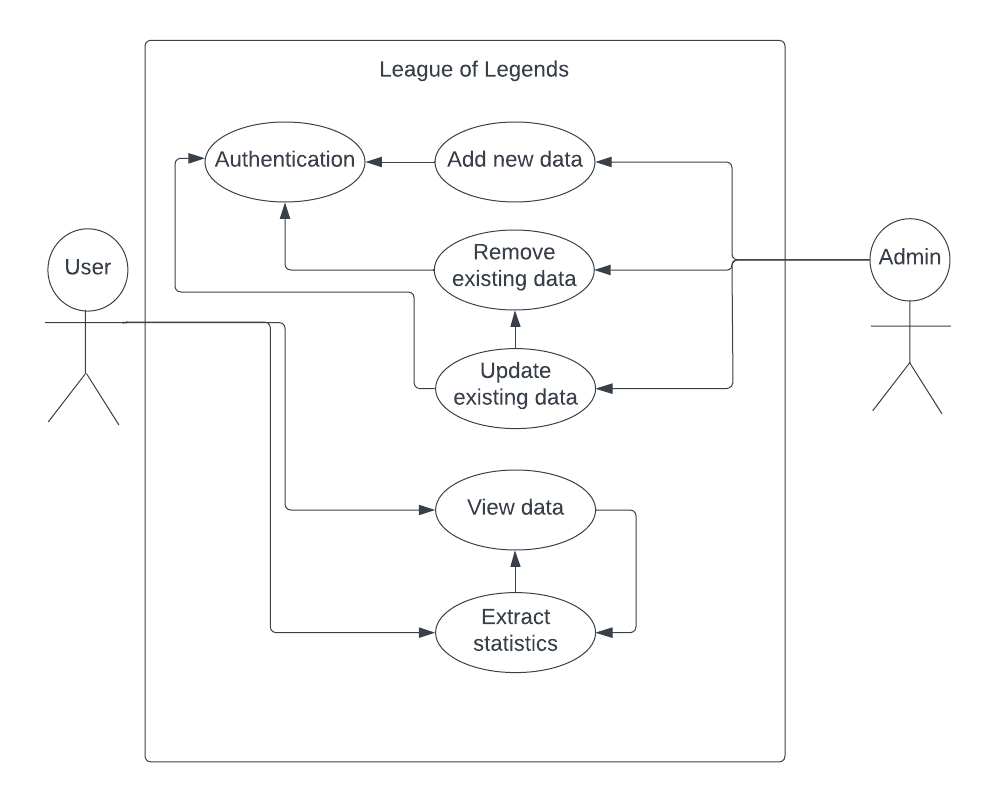 League of Legends
Authentication
Add new data
User
Remove
existing data
Admin
Update
existing data
View data
Extract
statistics